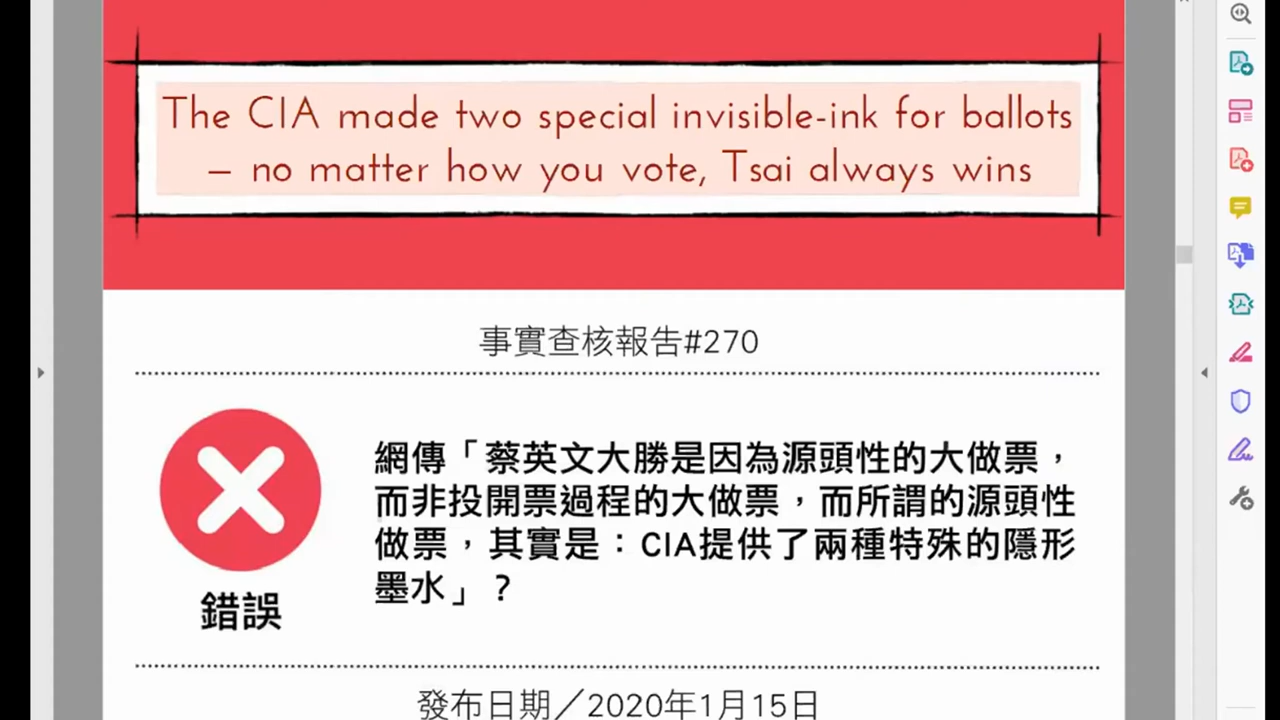 The CIA made two special invisible-ink for ballots
– no matter how you vote, Tsai always wins
事實查核報告#270
網傳「蔡英文大勝是因為源頭性的大做票，
而非投開票過程的大做票，而所謂的源頭性
做票，其實是：CIA提供了兩種特殊的隱形
墨水」？
錯誤
發布日期／2020年1月15日